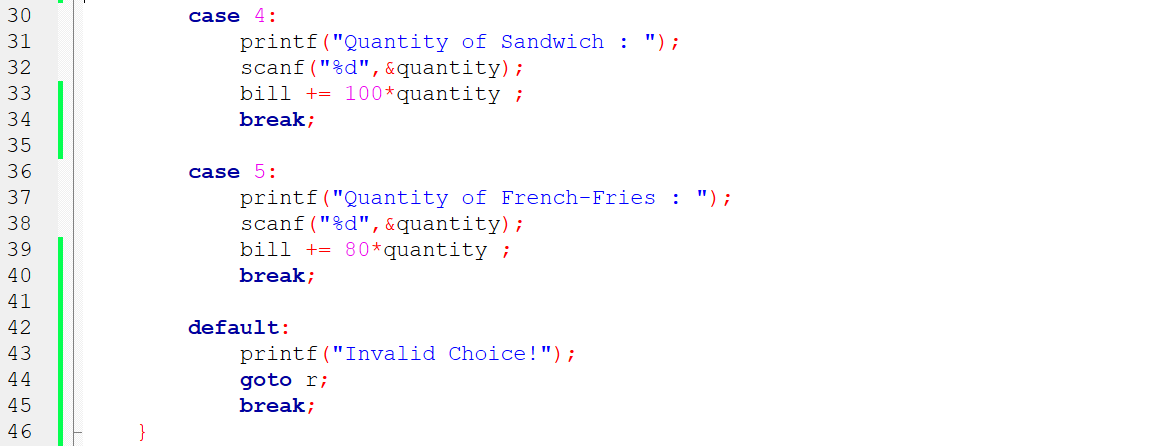 30 case 4:
31 printf("Quantity of Sandwich : ");
32 scanf("%d",&quantity);
33 bill += 100*quantity ;
34 break;
35
36 case 5:
37 printf("Quantity of French-Fries : ");
38 scanf("%d",&quantity);
39 bill += 80*quantity ;
40 break;
41
42 default:
43 printf("Invalid Choice!");
44 goto r;
45 break;
46 }